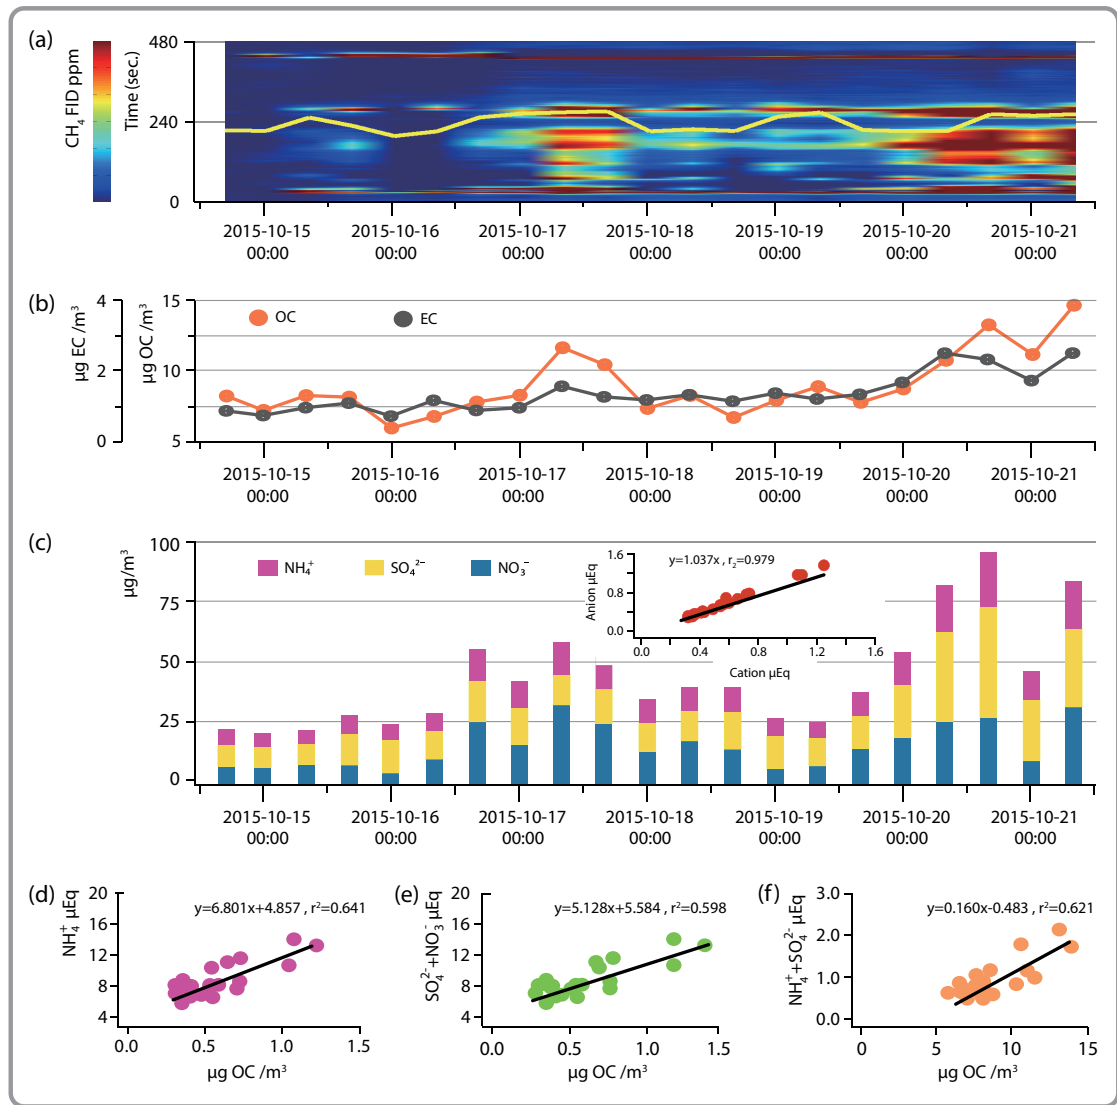 (a)
CH₄ FID ppm
Time (sec.)
480
240
0
2015-10-15 2015-10-16 2015-10-17 2015-10-18 2015-10-19 2015-10-20 2015-10-21
00:00 00:00 00:00 00:00 00:00 00:00 00:00
(b)
µg EC /m³
4
2
0
µg OC /m³
15
10
5
OC EC
2015-10-15 2015-10-16 2015-10-17 2015-10-18 2015-10-19 2015-10-20 2015-10-21
00:00 00:00 00:00 00:00 00:00 00:00 00:00
(c)
µg/m³
100
75
50
25
0
NH₄⁺ SO₄²⁻ NO₃⁻
Anion µEq
1.6
0.8
0.0
y=1.037x , r₂=0.979
0.0 0.4 0.8 1.2 1.6
Cation µEq
2015-10-15 2015-10-16 2015-10-17 2015-10-18 2015-10-19 2015-10-20 2015-10-21
00:00 00:00 00:00 00:00 00:00 00:00 00:00
(d)
NH₄⁺ µEq
20
16
12
8
4
y=6.801x+4.857 , r²=0.641
0.0 0.5 1.0 1.5
µg OC /m³
(e)
SO₄²⁻+NO₃⁻ µEq
20
16
12
8
4
y=5.128x+5.584 , r²=0.598
0.0 0.5 1.0 1.5
µg OC /m³
(f)
NH₄⁺+SO₄²⁻ µEq
3.0
2.0
1.0
0.0
y=0.160x-0.483 , r²=0.621
0 5 10 15
µg OC /m³